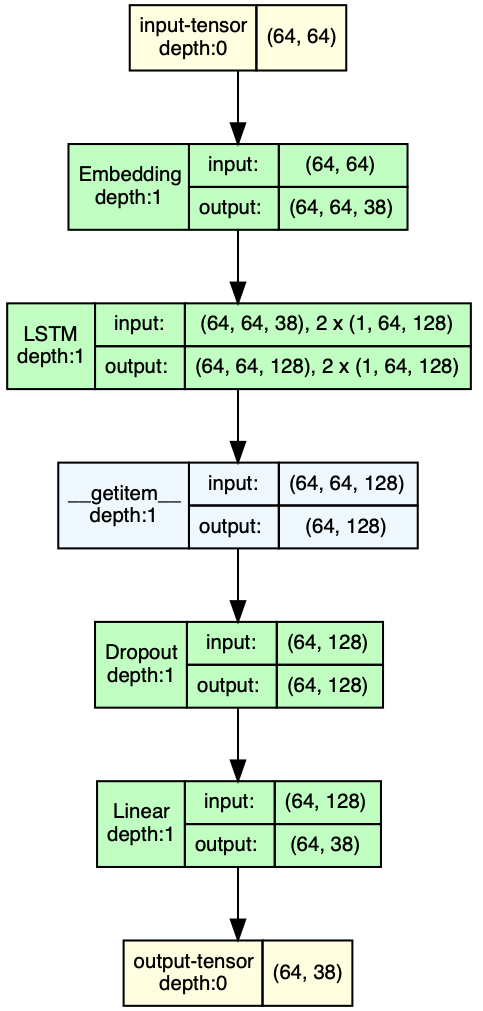 input-tensor
depth:0
(64, 64)
Embedding
depth:1
input:
(64, 64)
output:
(64, 64, 38)
LSTM
depth:1
input:
(64, 64, 38), 2 x (1, 64, 128)
output:
(64, 64, 128), 2 x (1, 64, 128)
__getitem__
depth:1
input:
(64, 64, 128)
output:
(64, 128)
Dropout
depth:1
input:
(64, 128)
output:
(64, 128)
Linear
depth:1
input:
(64, 128)
output:
(64, 38)
output-tensor
depth:0
(64, 38)